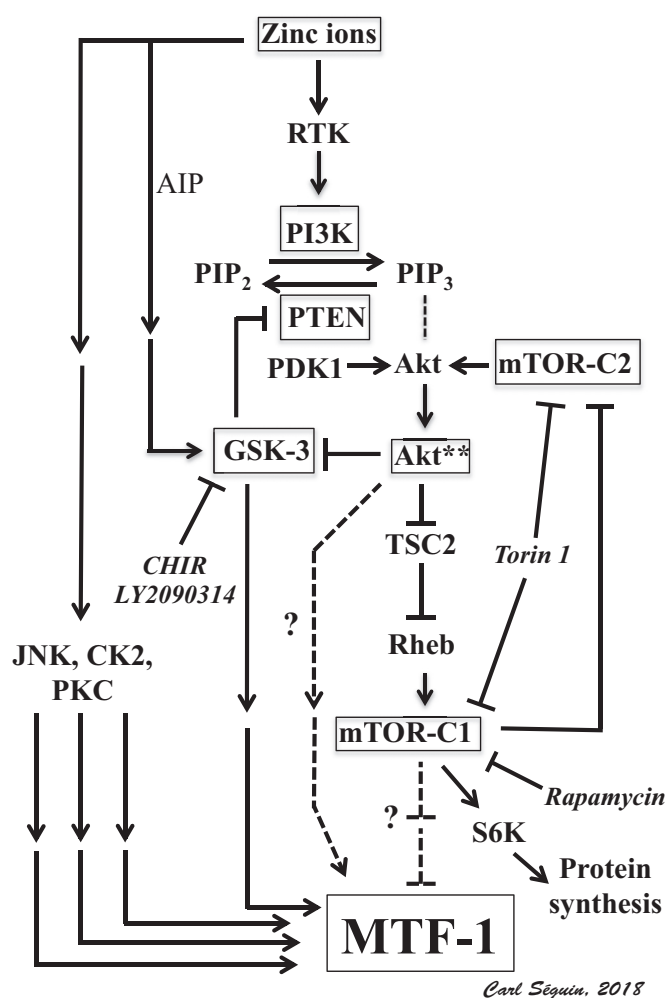 Zinc ions
RTK
AIP
PI3K
PIP2
PIP3
PTEN
PDK1
Akt
mTOR-C2
GSK-3
Akt**
TSC2
CHIR
LY2090314
Torin 1
?
Rheb
JNK, CK2,
PKC
mTOR-C1
Rapamycin
?
S6K
Protein
synthesis
MTF-1
Carl Séguin, 2018